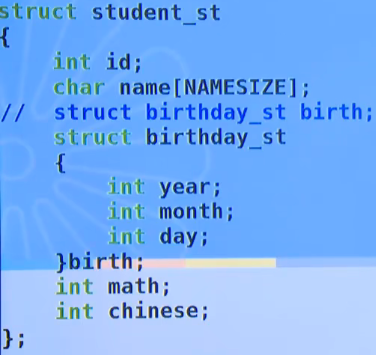 struct student_st
{
    int id;
    char name[NAMESIZE];
//  struct birthday_st birth;
    struct birthday_st
    {
        int year;
        int month;
        int day;
    }birth;
    int math;
    int chinese;
};